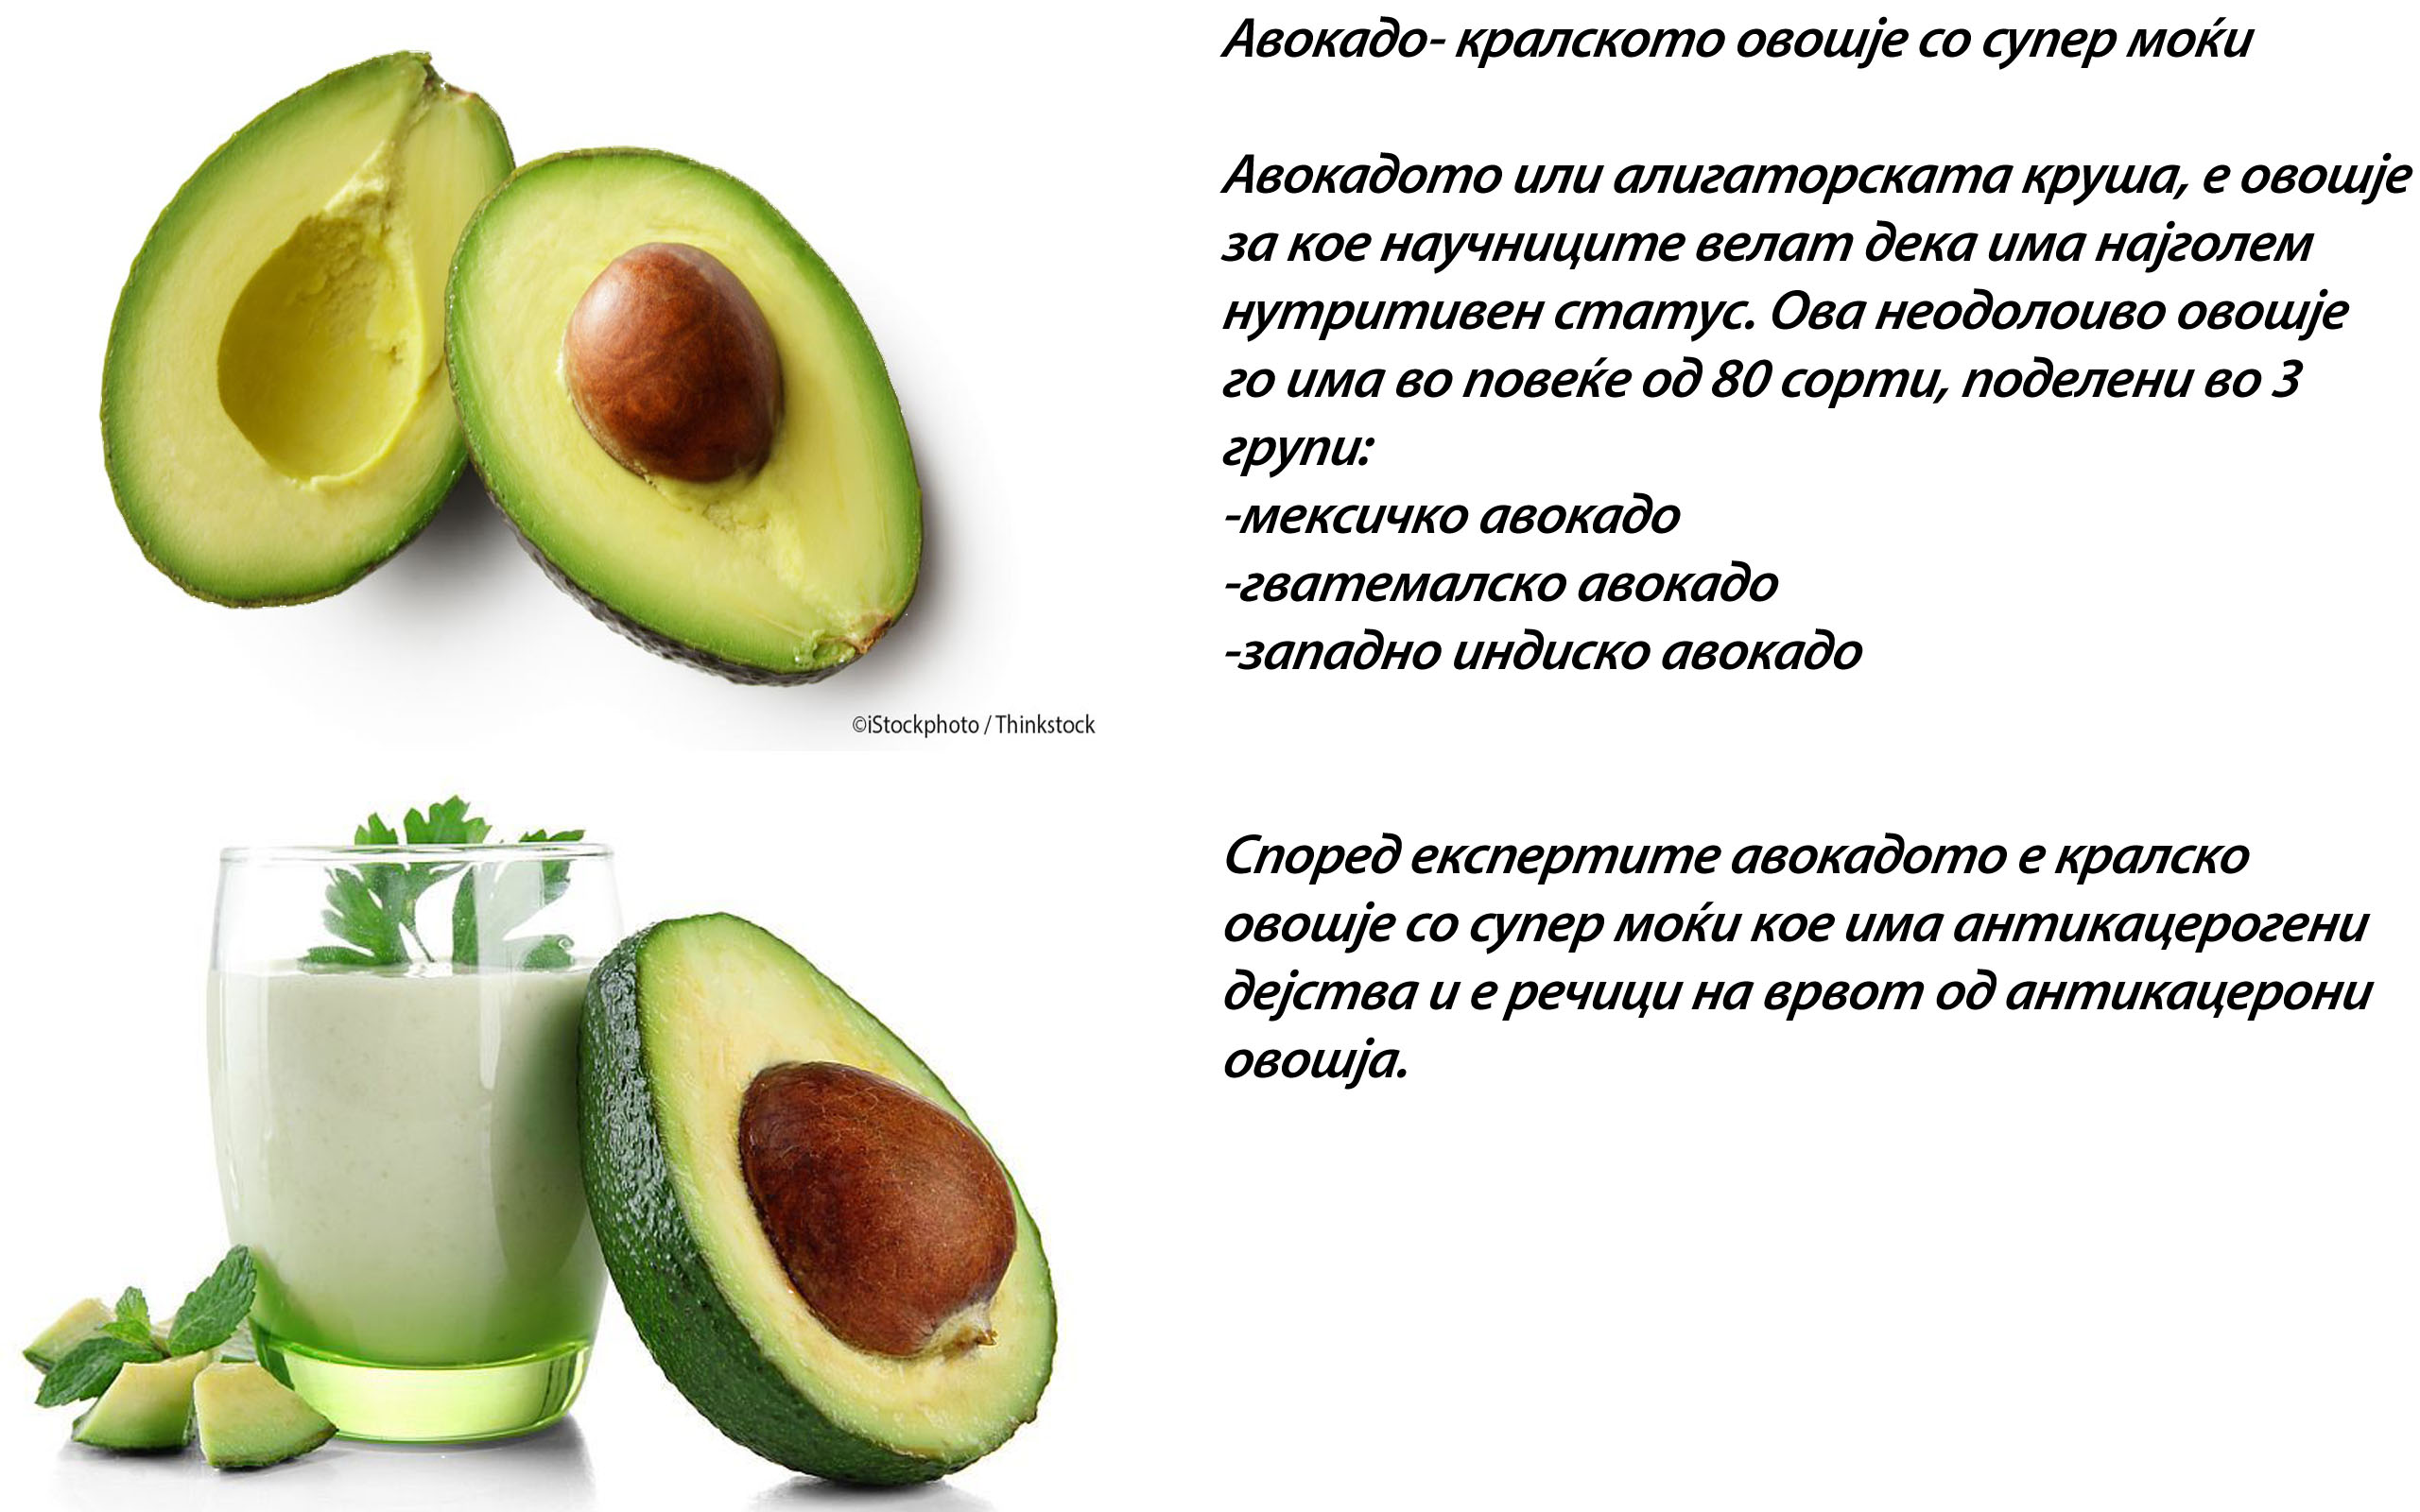 Авокадо- кралското овошје со супер моќи
Авокадото или алигаторската круша, е овошје
за кое научниците велат дека има најголем
нутритивен статус. Ова неодолоиво овошје
го има во повеќе од 80 сорти, поделени во 3
групи:
-мексичко авокадо
-гватемалско авокадо
-западно индиско авокадо
©iStockphoto / Thinkstock
Според експертите авокадото е кралско
овошје со супер моќи кое има антикацерогени
дејства и е речици на врвот од антикацерони
овошја.